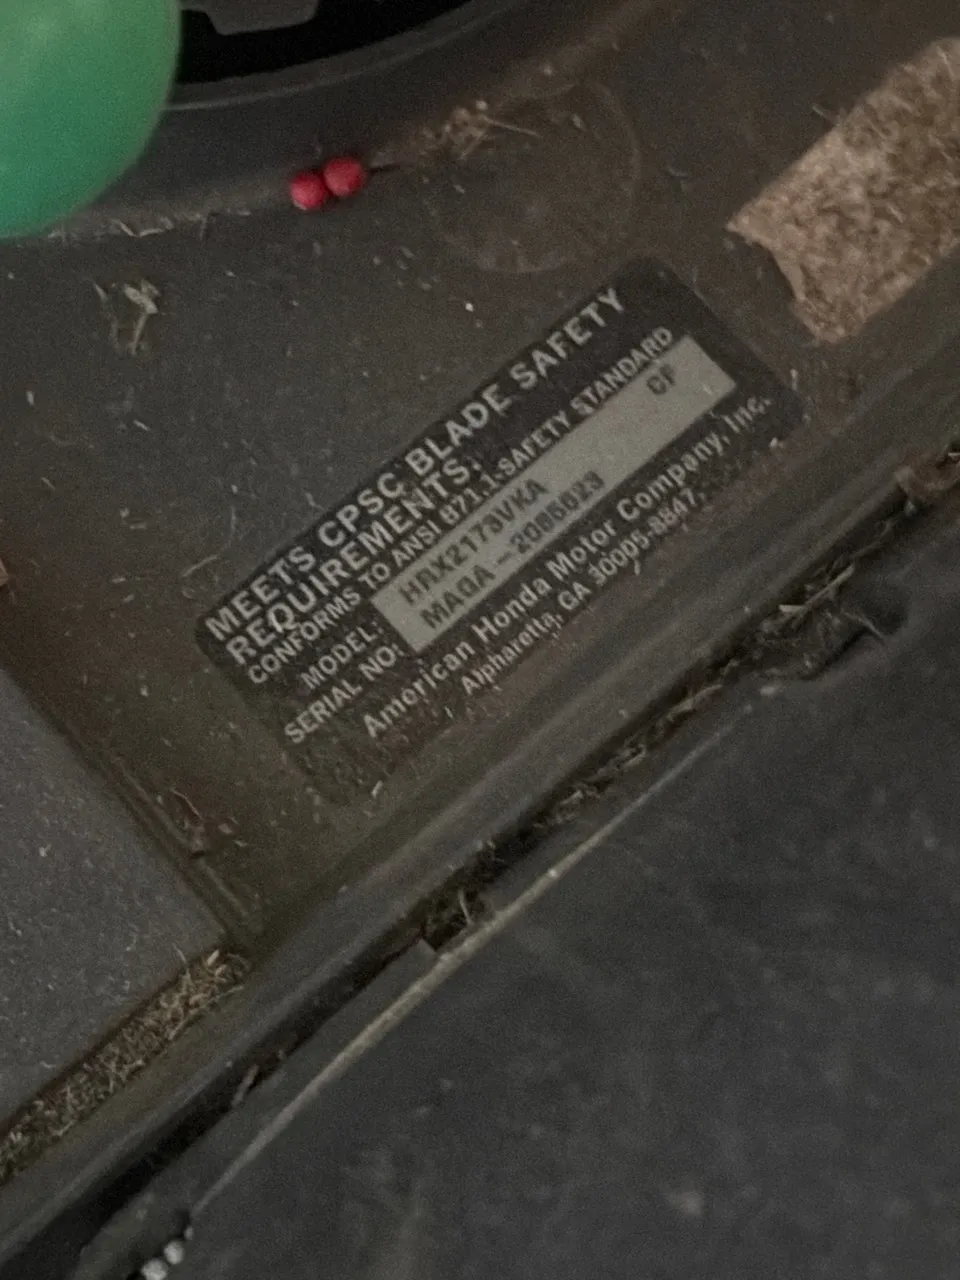 MEETS CPSC BLADE SAFETY
REQUIREMENTS.
CONFORMS TO ANSI B71.1 SAFETY STANDARD
MODEL: HRX2173VKA CF
SERIAL NO: MAGA-
American Honda Motor Company, Inc.
Alpharetta, GA 30005-8847,